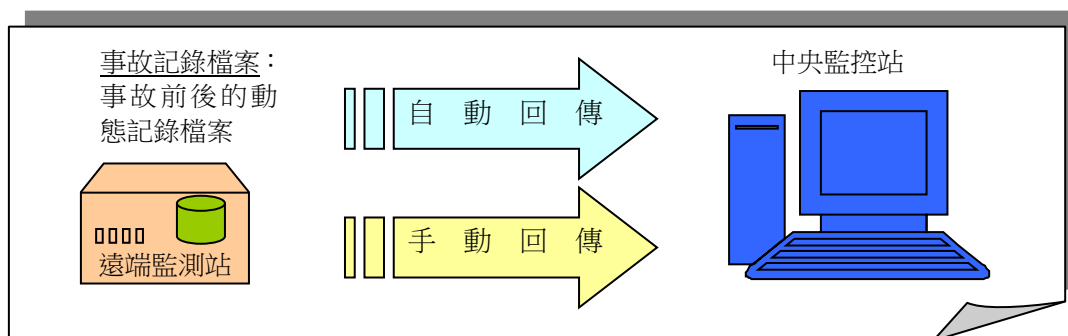 事故記錄檔案：
事故前後的動
態記錄檔案
遠端監測站
自動回傳
手動回傳
中央監控站